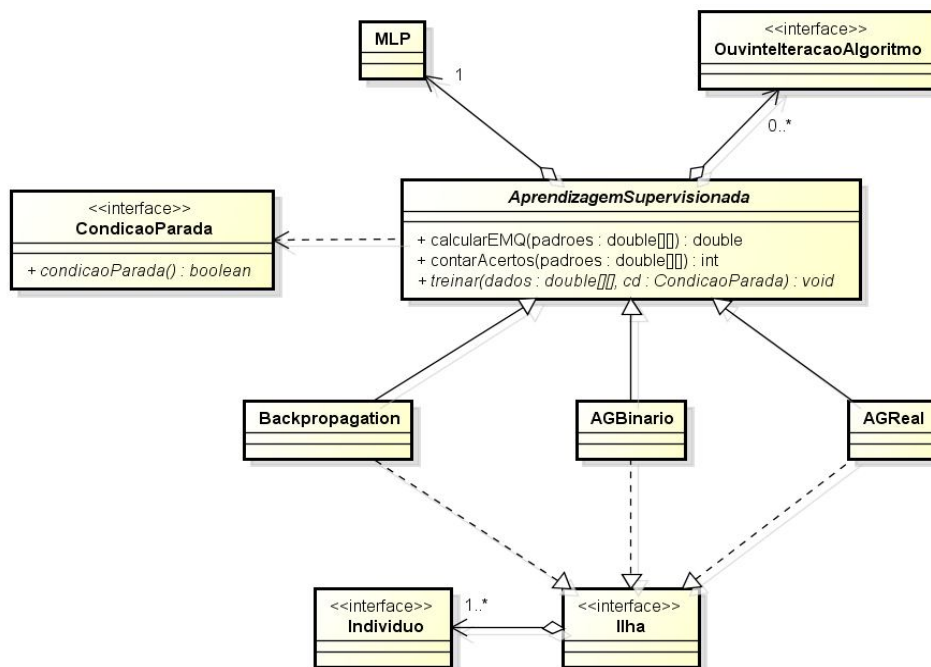 MLP
<<interface>>
OuvinteIteracaoAlgoritmo
1
0..*
<<interface>>
CondicaoParada
+ condicaoParada() : boolean
AprendizagemSupervisionada
+ calcularEMQ(padroes : double[][]) : double
+ contarAcertos(padroes : double[][]) : int
+ treinar(dados : double[][], cd : CondicaoParada) : void
Backpropagation
AGBinario
AGReal
<<interface>>
Individuo
1..*
<<interface>>
Ilha